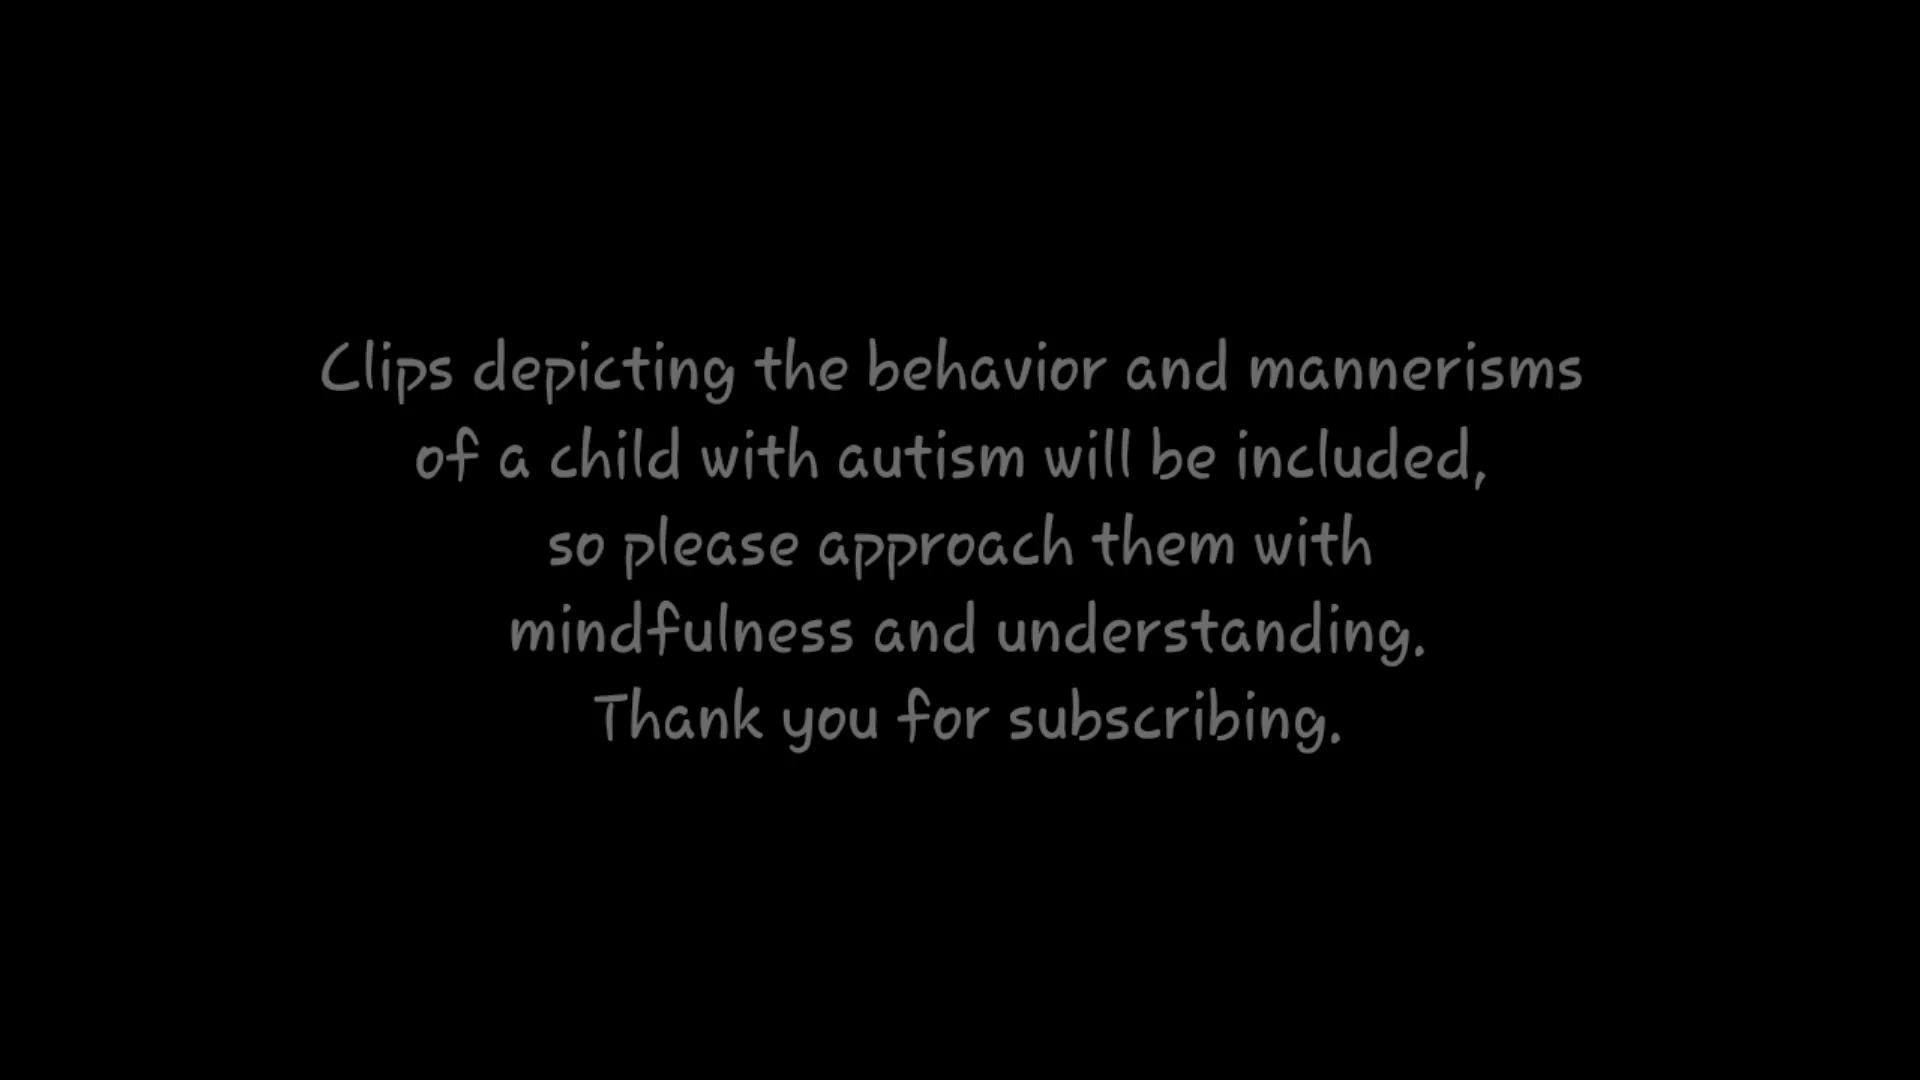 Clips depicting the behavior and mannerisms
of a child with autism will be included,
so please approach them with
mindfulness and understanding.
Thank you for subscribing.